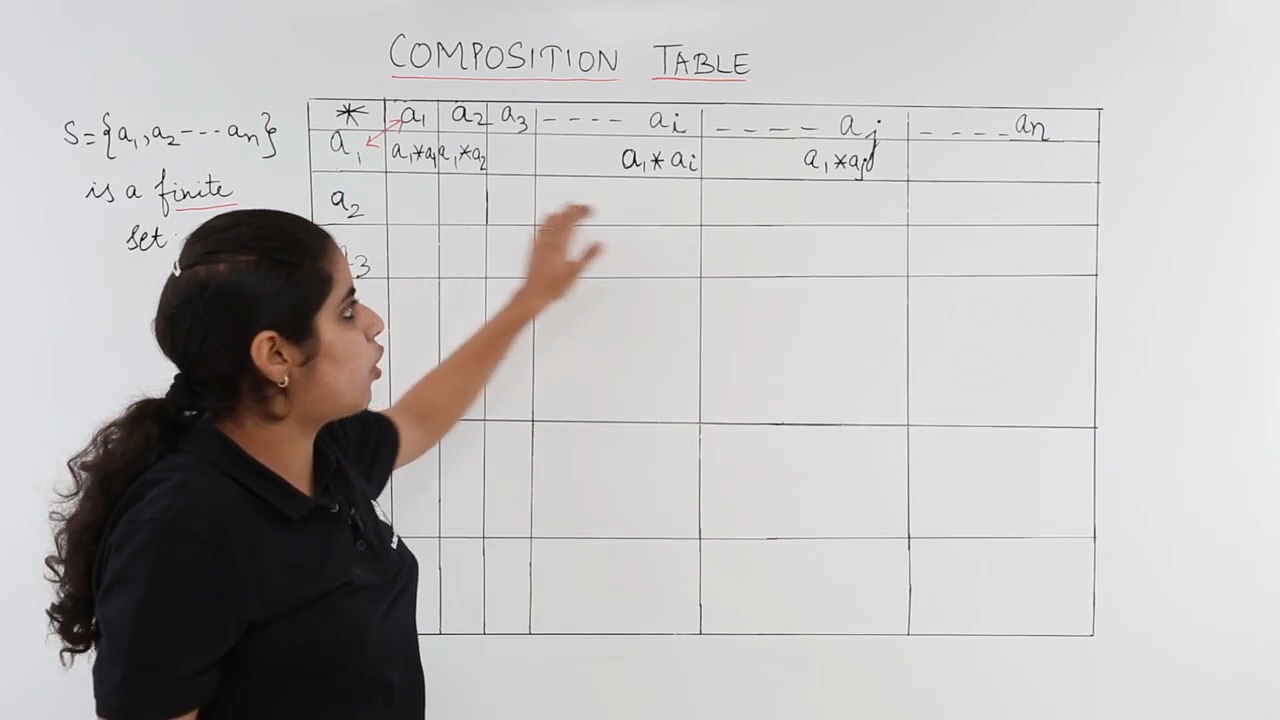 COMPOSITION TABLE
S={a₁,a₂---aₙ}
is a finite
set
* a₁ a₂ a₃ ---- aᵢ ---- aⱼ ---- aₙ
a₁ a₁*a₁ a₁*a₂ a₁*aᵢ a₁*aⱼ
a₂
₃